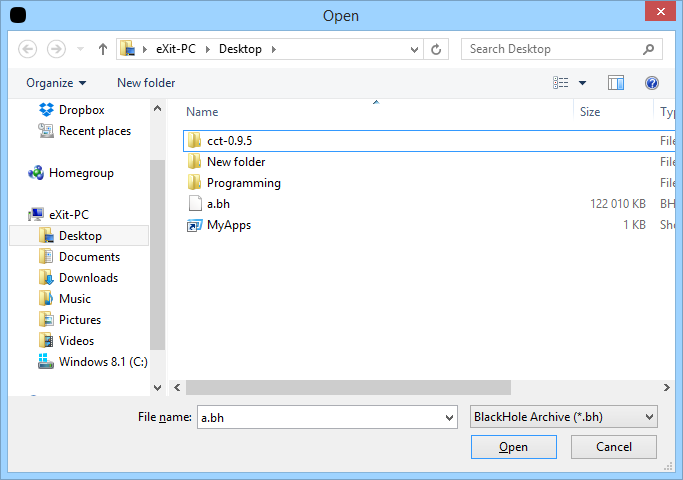 Open
eXit-PC Desktop Search Desktop
Organize New folder
Dropbox
Recent places
Homegroup
eXit-PC
Desktop
Documents
Downloads
Music
Pictures
Videos
Windows 8.1 (C:)
Name Size Ty
cct-0.9.5 File
New folder File
Programming File
a.bh 122 010 KB BH
MyApps 1 KB Sho
File name: a.bh BlackHole Archive (*.bh)
Open Cancel